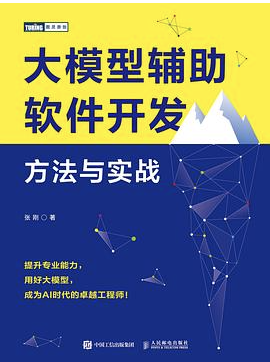 TURING 图灵原创
大模型辅助
软件开发
方法与实战
张 刚 ◎ 著
提升专业能力，
用好大模型，
成为AI时代的卓越工程师！
中国工信出版集团 人民邮电出版社